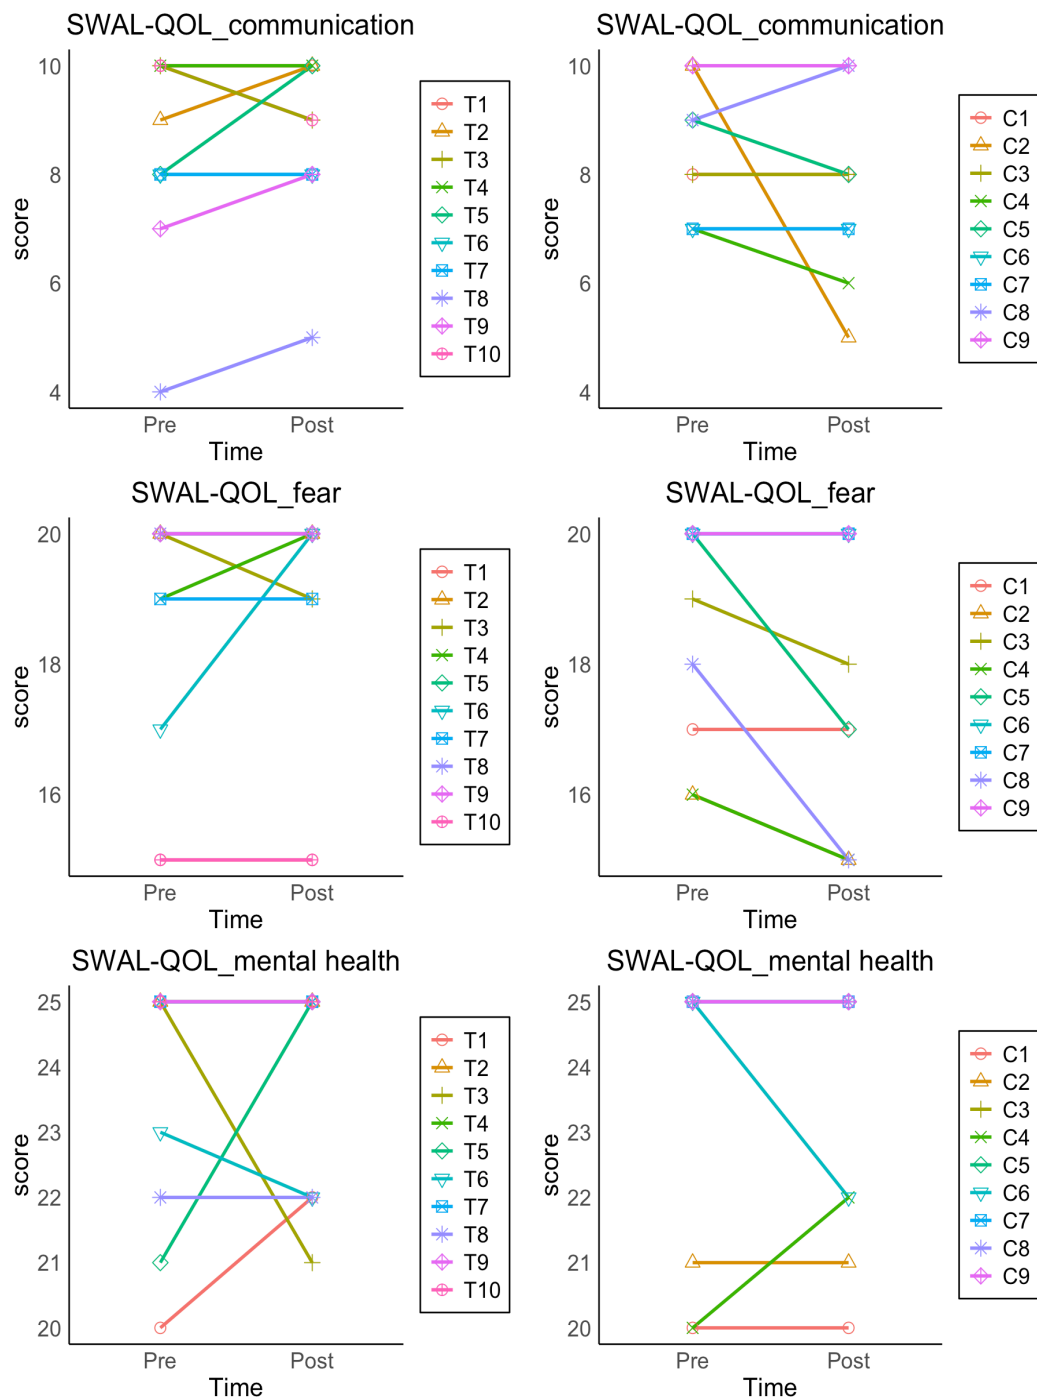 SWAL-QOL_communication
10
8
6
4
score
Pre
Post
Time
T1
T2
T3
T4
T5
T6
T7
T8
T9
T10
SWAL-QOL_communication
10
8
6
4
score
Pre
Post
Time
C1
C2
C3
C4
C5
C6
C7
C8
C9
SWAL-QOL_fear
20
18
16
score
Pre
Post
Time
T1
T2
T3
T4
T5
T6
T7
T8
T9
T10
SWAL-QOL_fear
20
18
16
score
Pre
Post
Time
C1
C2
C3
C4
C5
C6
C7
C8
C9
SWAL-QOL_mental health
25
24
23
22
21
20
score
Pre
Post
Time
T1
T2
T3
T4
T5
T6
T7
T8
T9
T10
SWAL-QOL_mental health
25
24
23
22
21
20
score
Pre
Post
Time
C1
C2
C3
C4
C5
C6
C7
C8
C9